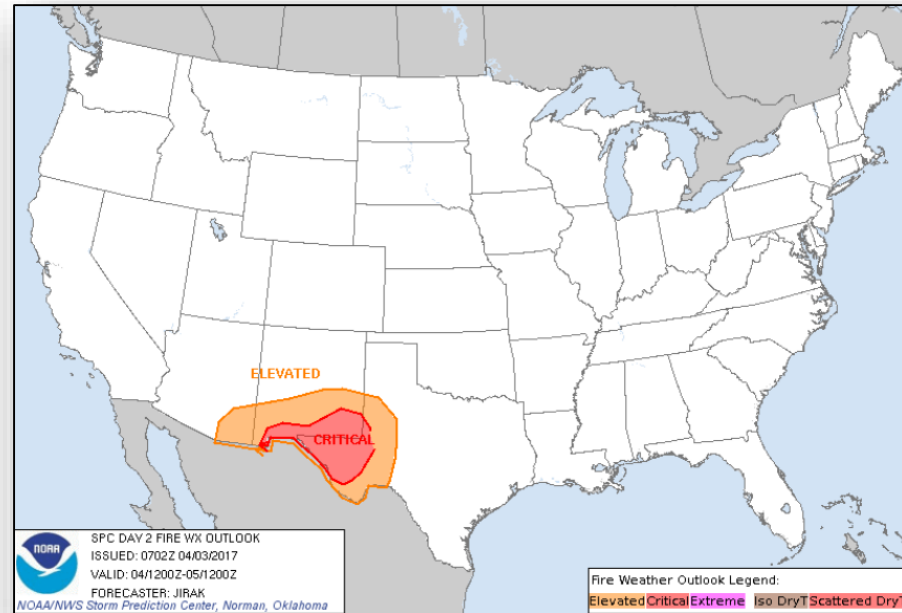 ELEVATED
CRITICAL
NOAA
SPC DAY 2 FIRE WX OUTLOOK
ISSUED: 0702Z 04/03/2017
VALID: 04/1200Z-05/1200Z
FORECASTER: JIRAK
NOAA/NWS Storm Prediction Center, Norman, Oklahoma
Fire Weather Outlook Legend:
Elevated Critical Extreme Iso DryT Scattered DryT